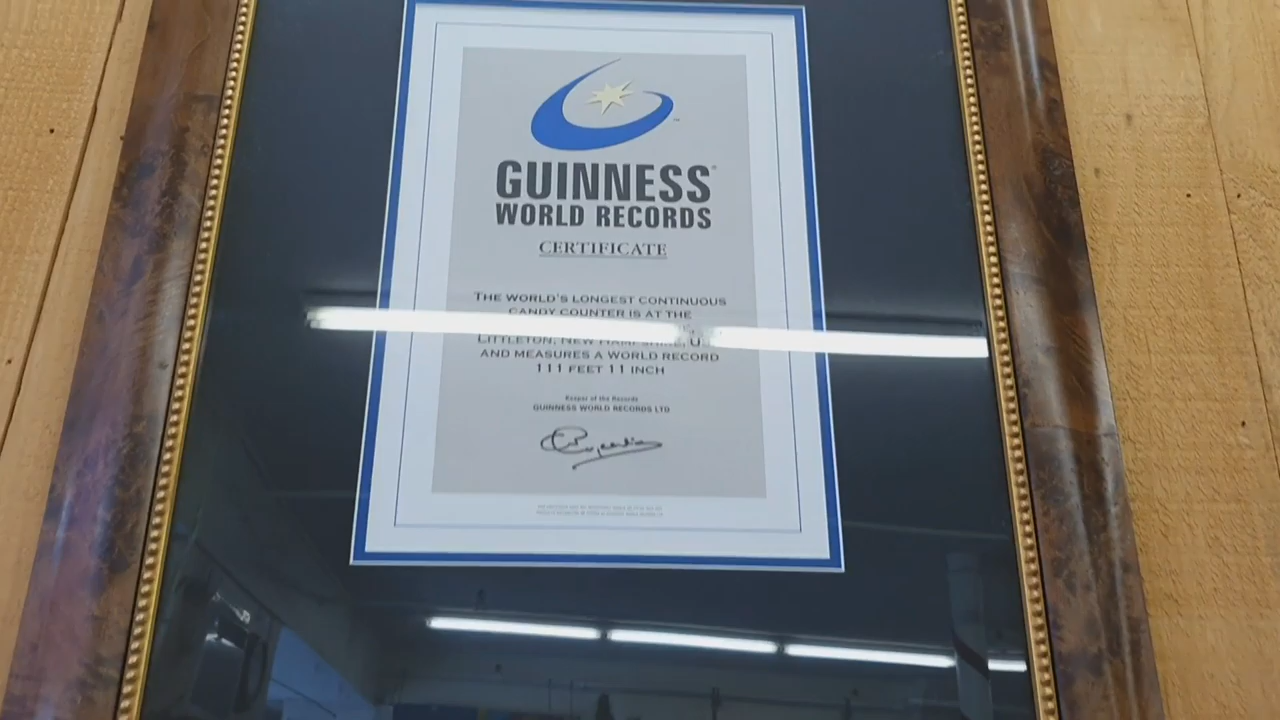 GUINNESS
WORLD RECORDS
CERTIFICATE
THE WORLD'S LONGEST CONTINUOUS
CANDY COUNTER IS AT THE
LITTLETON, NEW HAMPSHIRE,
AND MEASURES A WORLD RECORD
111 FEET 11 INCH
Keeper of the Records
GUINNESS WORLD RECORDS LTD